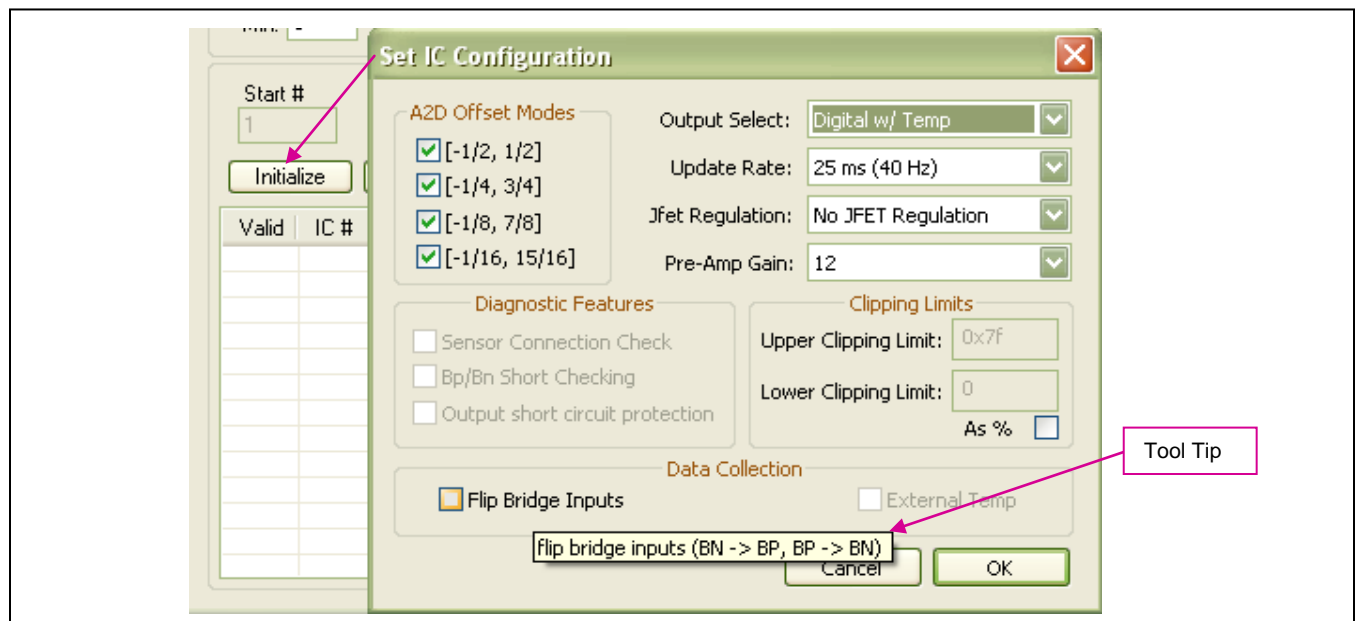 Set IC Configuration
Start #
1
Initialize
Valid IC #
A2D Offset Modes
[-1/2, 1/2]
[-1/4, 3/4]
[-1/8, 7/8]
[-1/16, 15/16]
Output Select: Digital w/ Temp
Update Rate: 25 ms (40 Hz)
Jfet Regulation: No JFET Regulation
Pre-Amp Gain: 12
Diagnostic Features
Sensor Connection Check
Bp/Bn Short Checking
Output short circuit protection
Clipping Limits
Upper Clipping Limit: 0x7f
Lower Clipping Limit: 0
As %
Data Collection
Flip Bridge Inputs
External Temp
flip bridge inputs (BN -> BP, BP -> BN)
Cancel
OK
Tool Tip